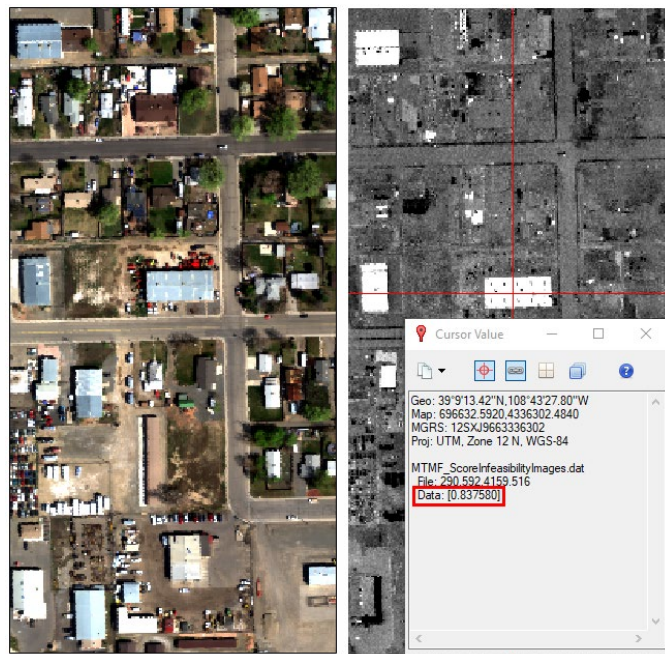 Cursor Value
Geo: 39°9'13.42"N,108°43'27.80"W
Map: 696632.5920,4336302.4840
MGRS: 12SXJ9663336302
Proj: UTM, Zone 12 N, WGS-84
MTMF_ScoreInfeasibilityImages.dat
File: 290.592,4159.516
Data: [0.837580]